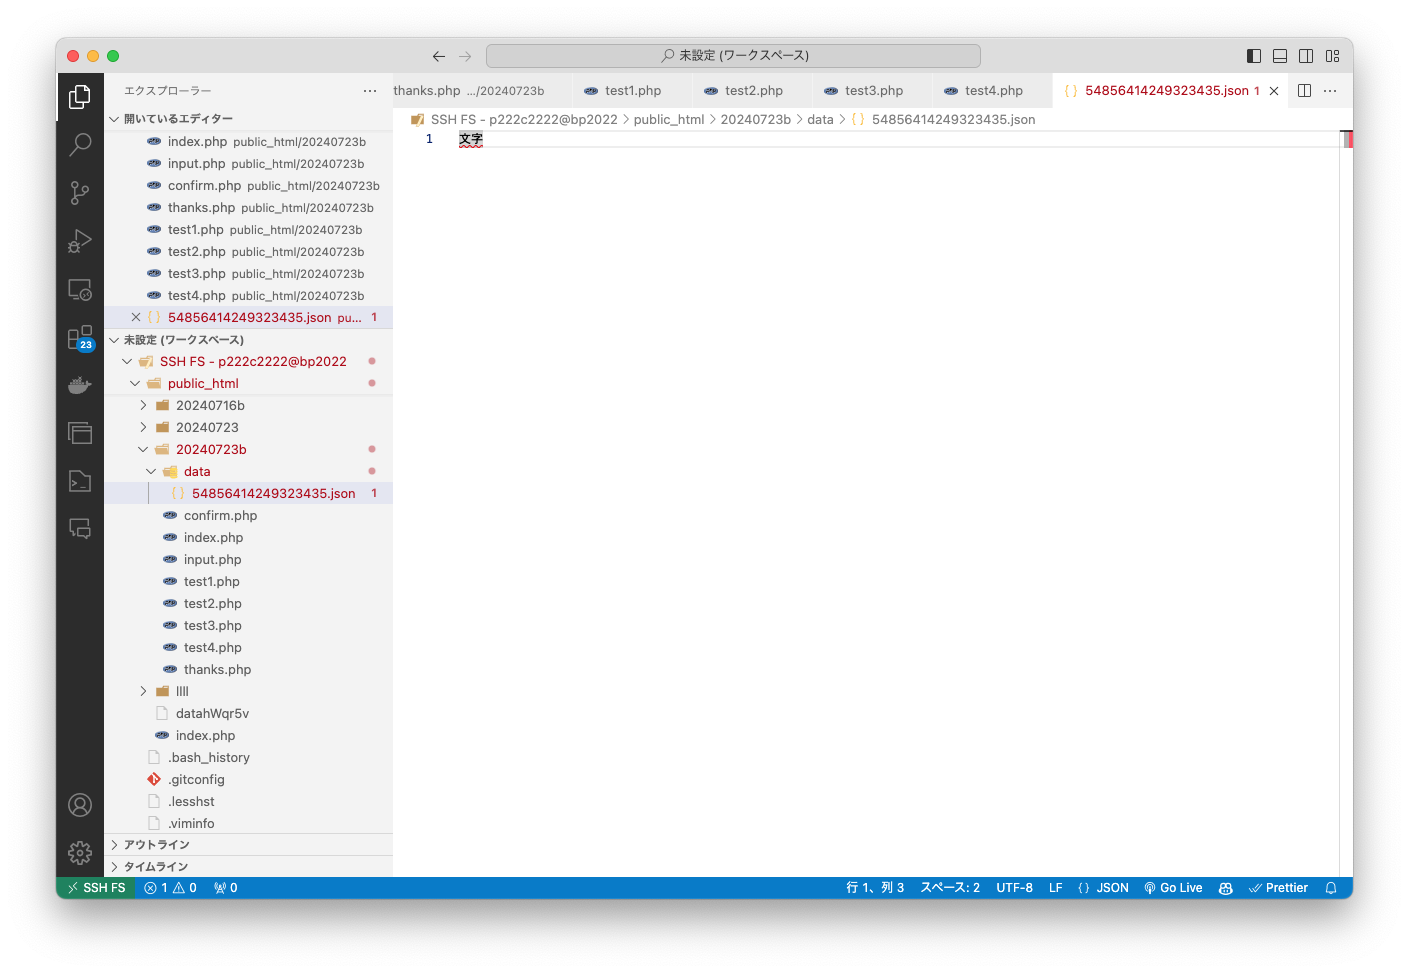 未設定 (ワークスペース)
エクスプローラー
thanks.php .../20240723b
test1.php
test2.php
test3.php
test4.php
54856414249323435.json 1
開いているエディター
index.php public_html/20240723b
input.php public_html/20240723b
confirm.php public_html/20240723b
thanks.php public_html/20240723b
test1.php public_html/20240723b
test2.php public_html/20240723b
test3.php public_html/20240723b
test4.php public_html/20240723b
54856414249323435.json pu... 1
未設定 (ワークスペース)
SSH FS - p222c2222@bp2022
public_html
20240716b
20240723
20240723b
data
54856414249323435.json 1
confirm.php
index.php
input.php
test1.php
test2.php
test3.php
test4.php
thanks.php
llll
datahWqr5v
index.php
.bash_history
.gitconfig
.lesshst
.viminfo
アウトライン
タイムライン
23
SSH FS - p222c2222@bp2022 > public_html > 20240723b > data > {} 54856414249323435.json
1 文字
SSH FS 1 0 0
行 1、列 3 スペース: 2 UTF-8 LF {} JSON Go Live Prettier